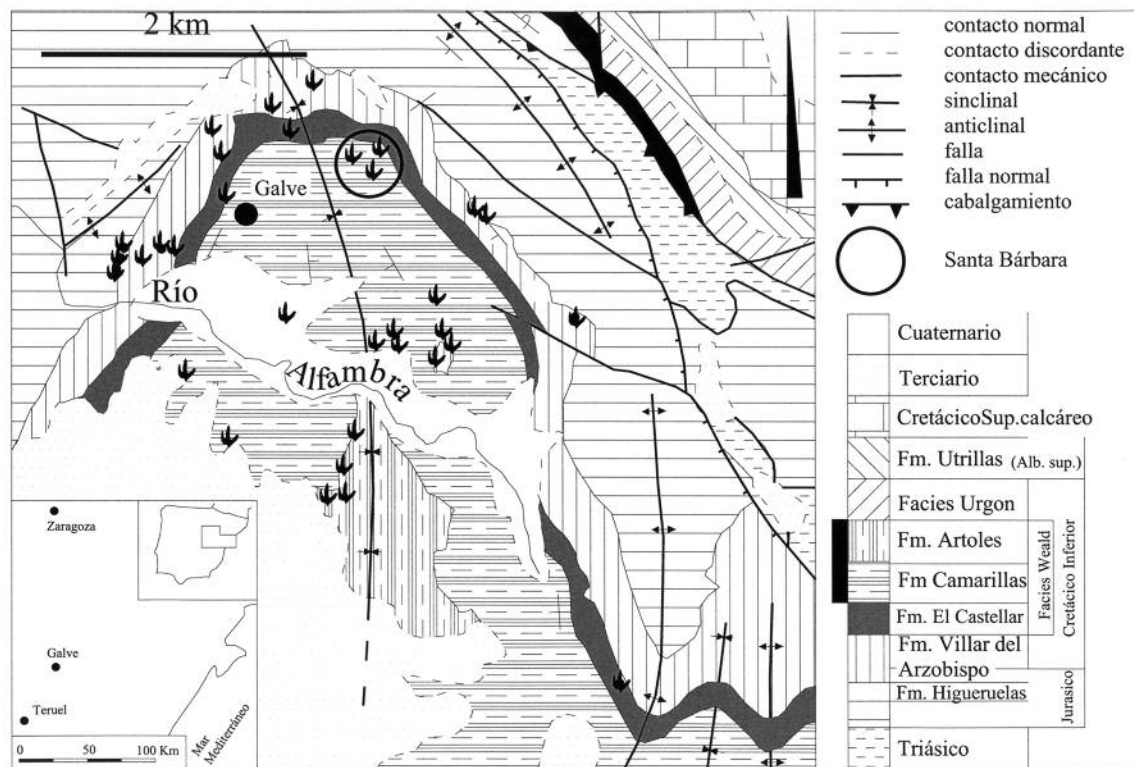 2 km
Galve
Río
Alfambra
Zaragoza
Galve
Teruel
Mar
Mediterráneo
0 50 100 Km
contacto normal
contacto discordante
contacto mecánico
sinclinal
anticlinal
falla
falla normal
cabalgamiento
Santa Bárbara
Cuaternario
Terciario
CretácicoSup.calcáreo
Fm. Utrillas (Alb. sup.)
Facies Urgon
Fm. Artoles
Fm Camarillas
Fm. El Castellar
Fm. Villar del
Arzobispo
Fm. Higueruelas
Triásico
Facies Weald
Cretácico Inferior
Jurasico